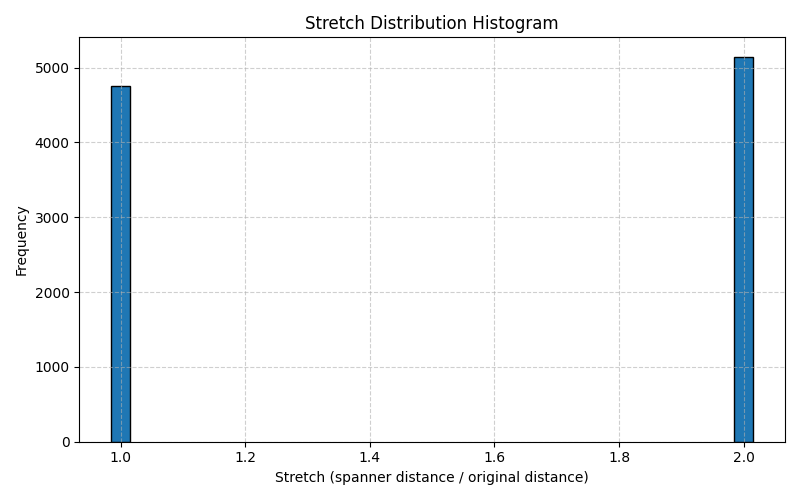 Stretch Distribution Histogram
Frequency
5000
4000
3000
2000
1000
0
1.0 1.2 1.4 1.6 1.8 2.0
Stretch (spanner distance / original distance)